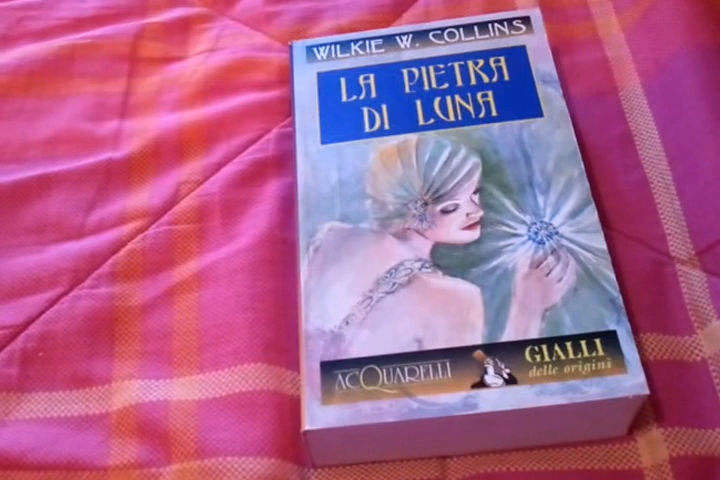 WILKIE W. COLLINS
LA PIETRA
DI LUNA
ACQUARELLI
GIALLI
delle origini